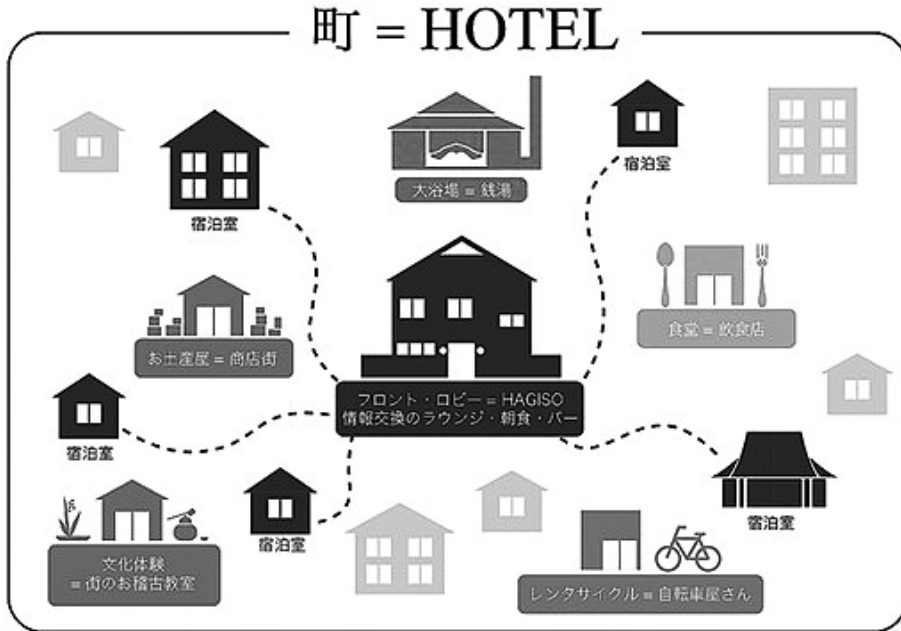 町 = HOTEL
宿泊室
大浴場 = 銭湯
宿泊室
お土産屋 = 商店街
食堂 = 飲食店
フロント・ロビー = HAGISO
情報交換のラウンジ・朝食・バー
宿泊室
宿泊室
宿泊室
文化体験
= 街のお稽古教室
レンタサイクル = 自転車屋さん